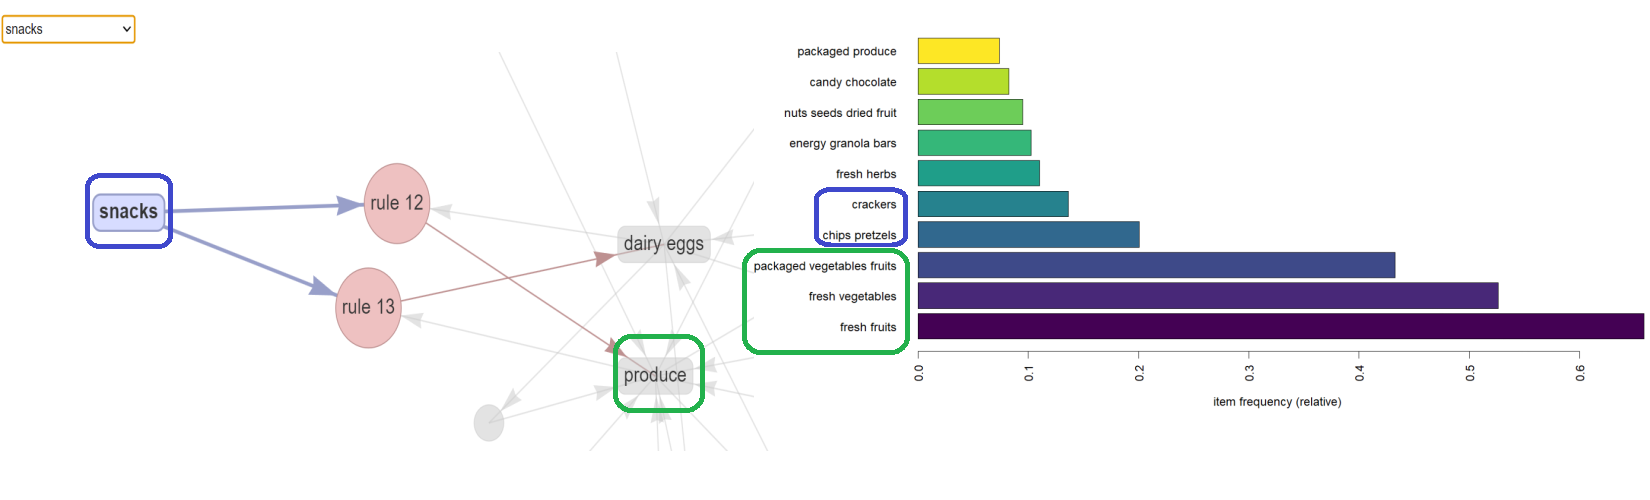 snacks
snacks
rule 12
rule 13
dairy eggs
produce
packaged produce
candy chocolate
nuts seeds dried fruit
energy granola bars
fresh herbs
crackers
chips pretzels
packaged vegetables fruits
fresh vegetables
fresh fruits
0.0 0.1 0.2 0.3 0.4 0.5 0.6
item frequency (relative)